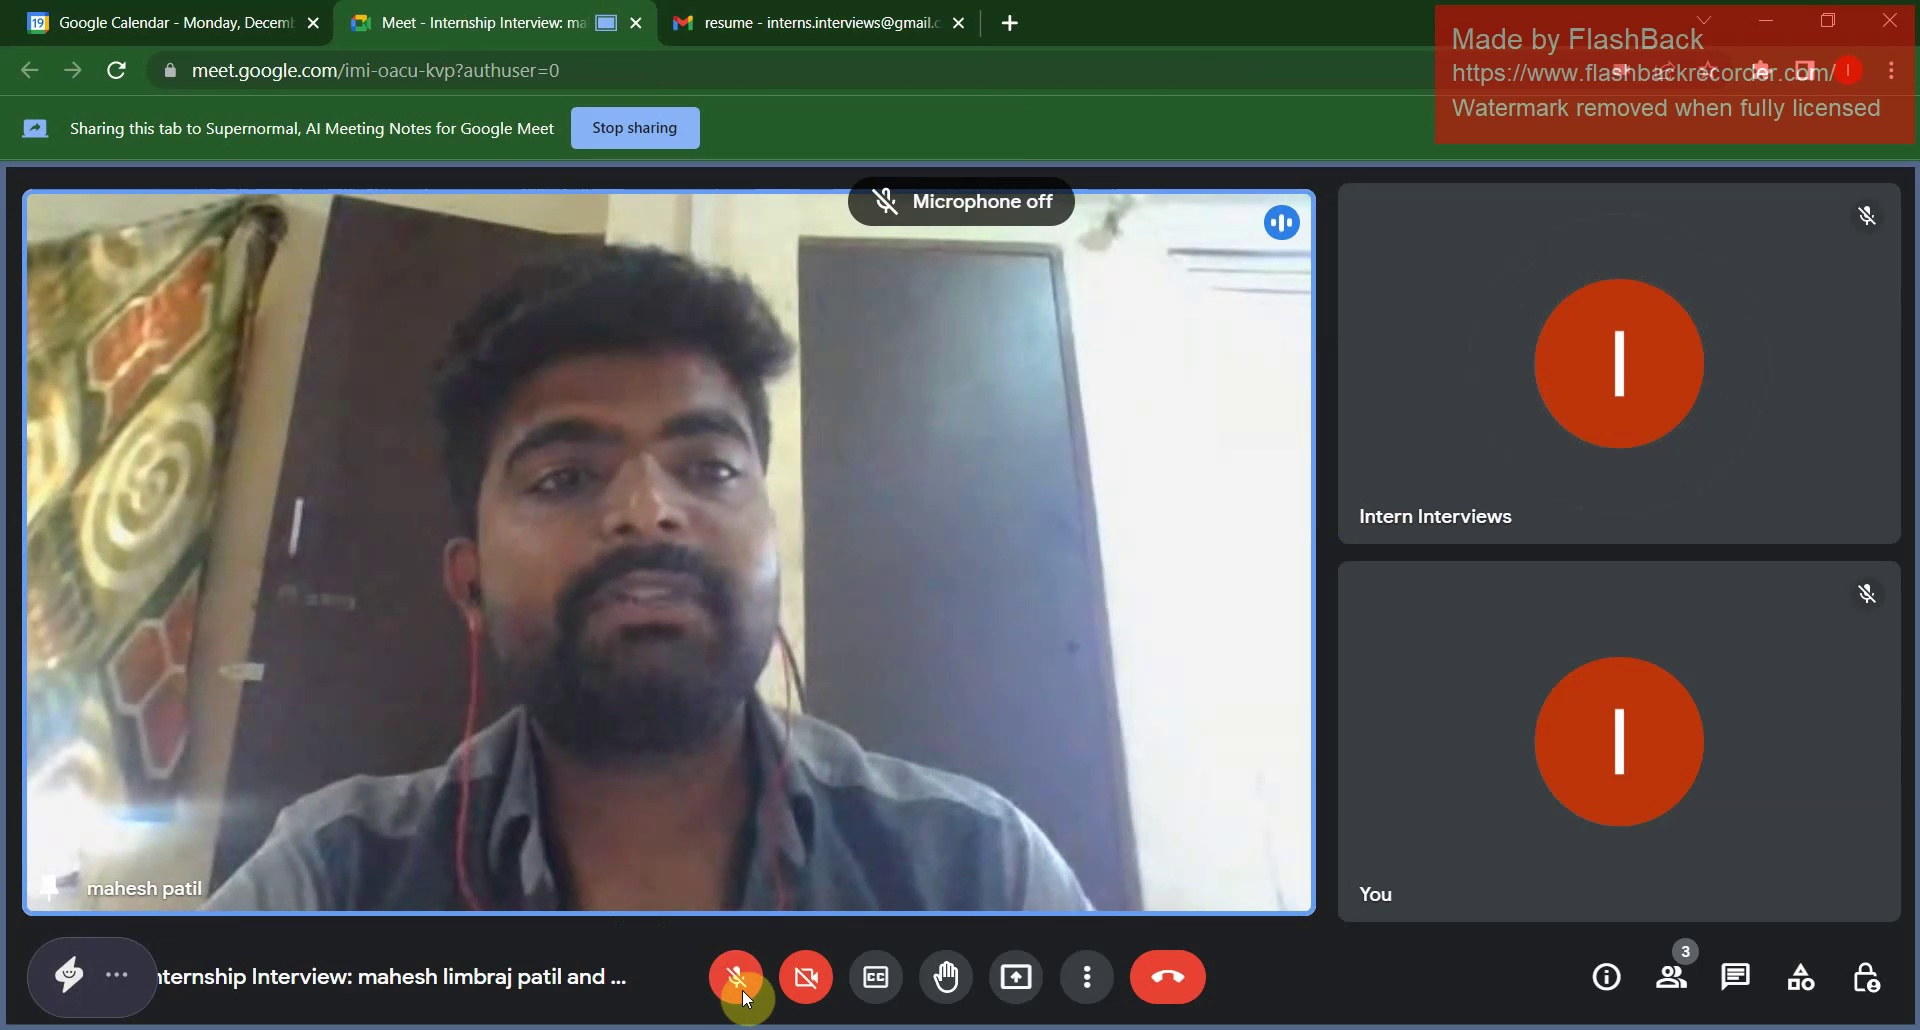 19
Google Calendar - Monday, Decem
Meet - Internship Interview: ma
resume - interns.interviews@gmail.c
meet.google.com/imi-oacu-kvp?authuser=0
Made by FlashBack
https://www.flashbackrecorder.com/
Watermark removed when fully licensed
Sharing this tab to Supernormal, AI Meeting Notes for Google Meet
Stop sharing
Microphone off
I
Intern Interviews
I
You
mahesh patil
nternship Interview: mahesh limbraj patil and ...
CC
3